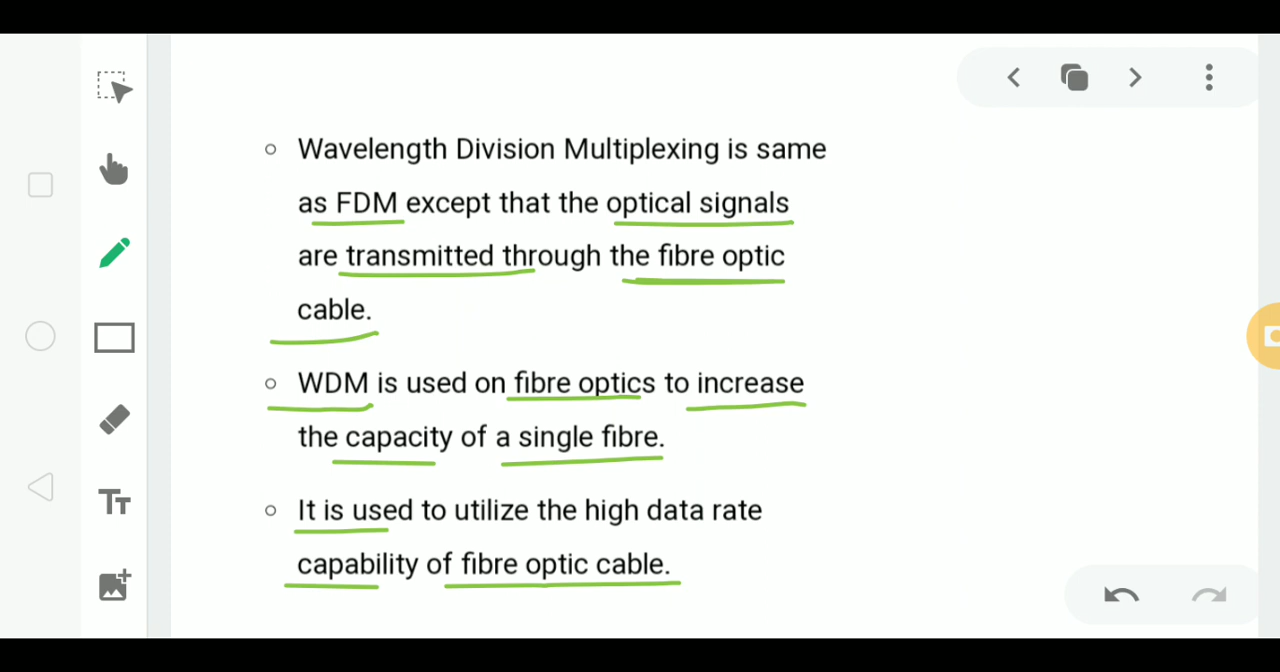 Wavelength Division Multiplexing is same
as FDM except that the optical signals
are transmitted through the fibre optic
cable.
WDM is used on fibre optics to increase
the capacity of a single fibre.
It is used to utilize the high data rate
capability of fibre optic cable.
TT